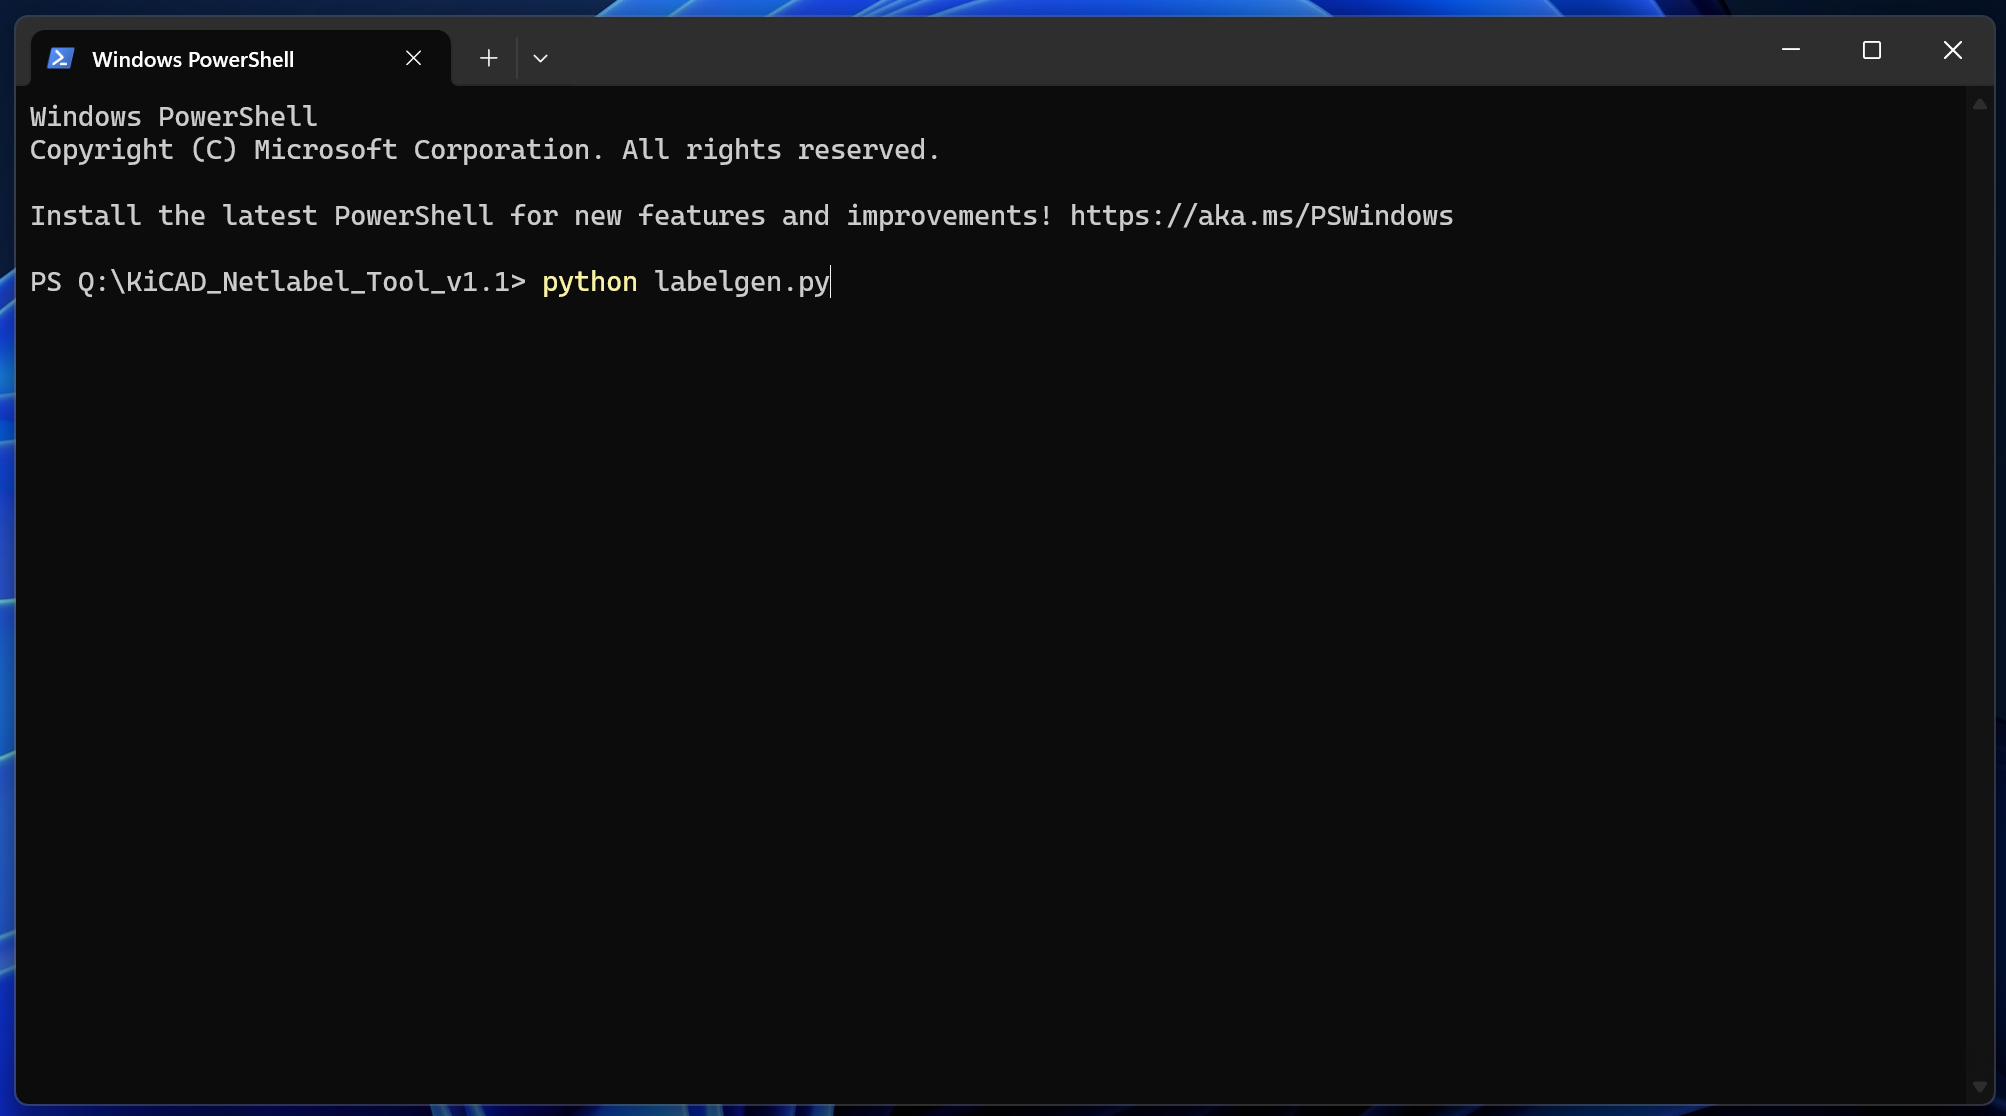 Windows PowerShell
Windows PowerShell
Copyright (C) Microsoft Corporation. All rights reserved.
Install the latest PowerShell for new features and improvements! https://aka.ms/PSWindows
PS Q:\KiCAD_Netlabel_Tool_v1.1> python labelgen.py